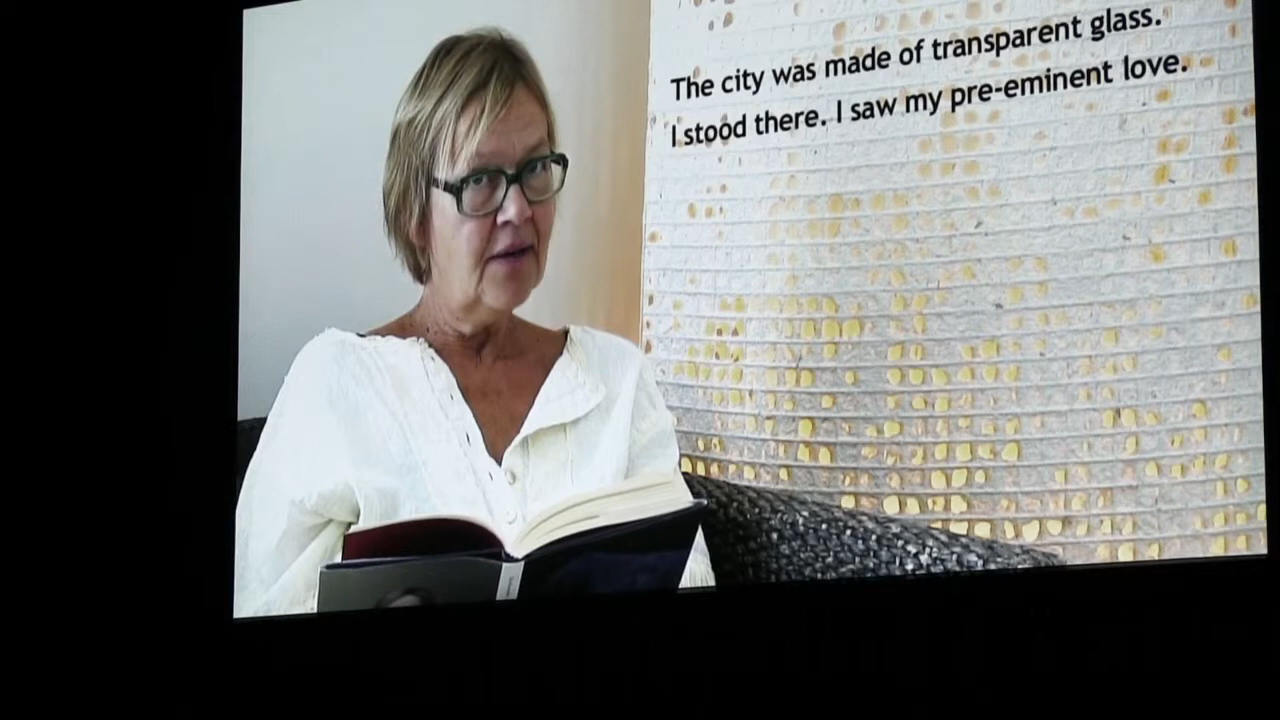 The city was made of transparent glass.
I stood there. I saw my pre-eminent love.